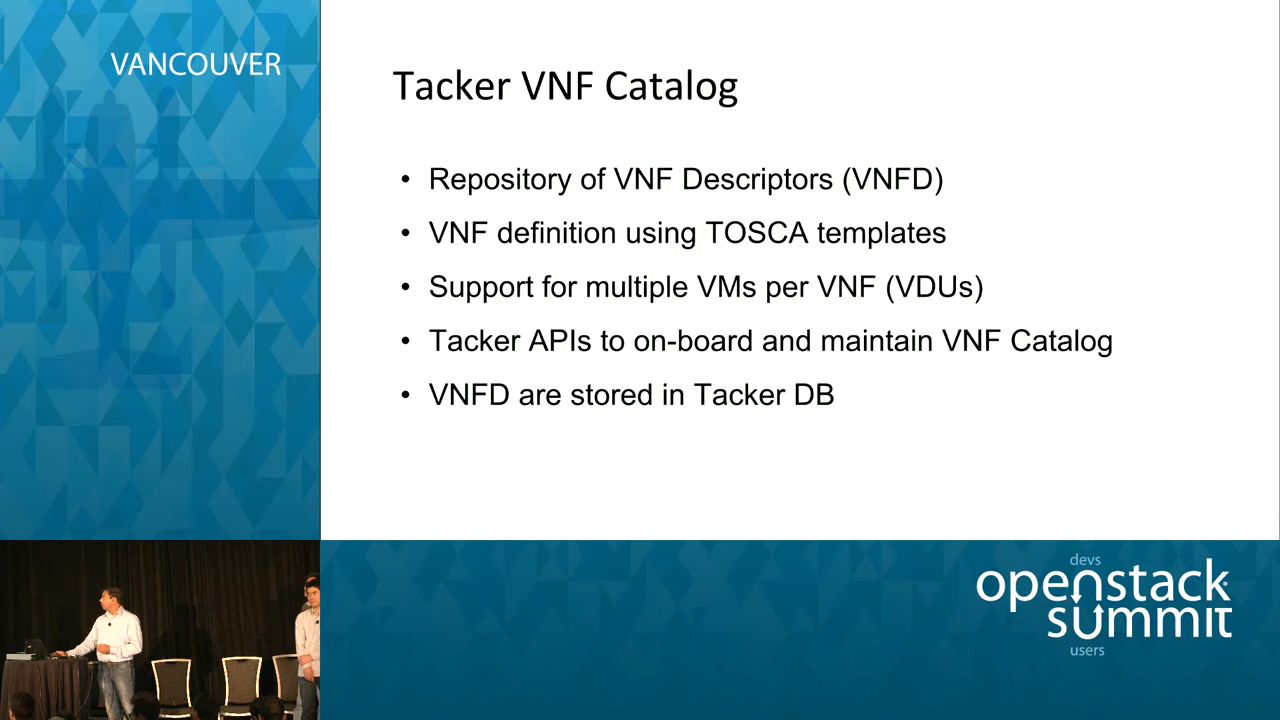 VANCOUVER
Tacker VNF Catalog
• Repository of VNF Descriptors (VNFD)
• VNF definition using TOSCA templates
• Support for multiple VMs per VNF (VDUs)
• Tacker APIs to on-board and maintain VNF Catalog
• VNFD are stored in Tacker DB
devs
openstack
summit
users